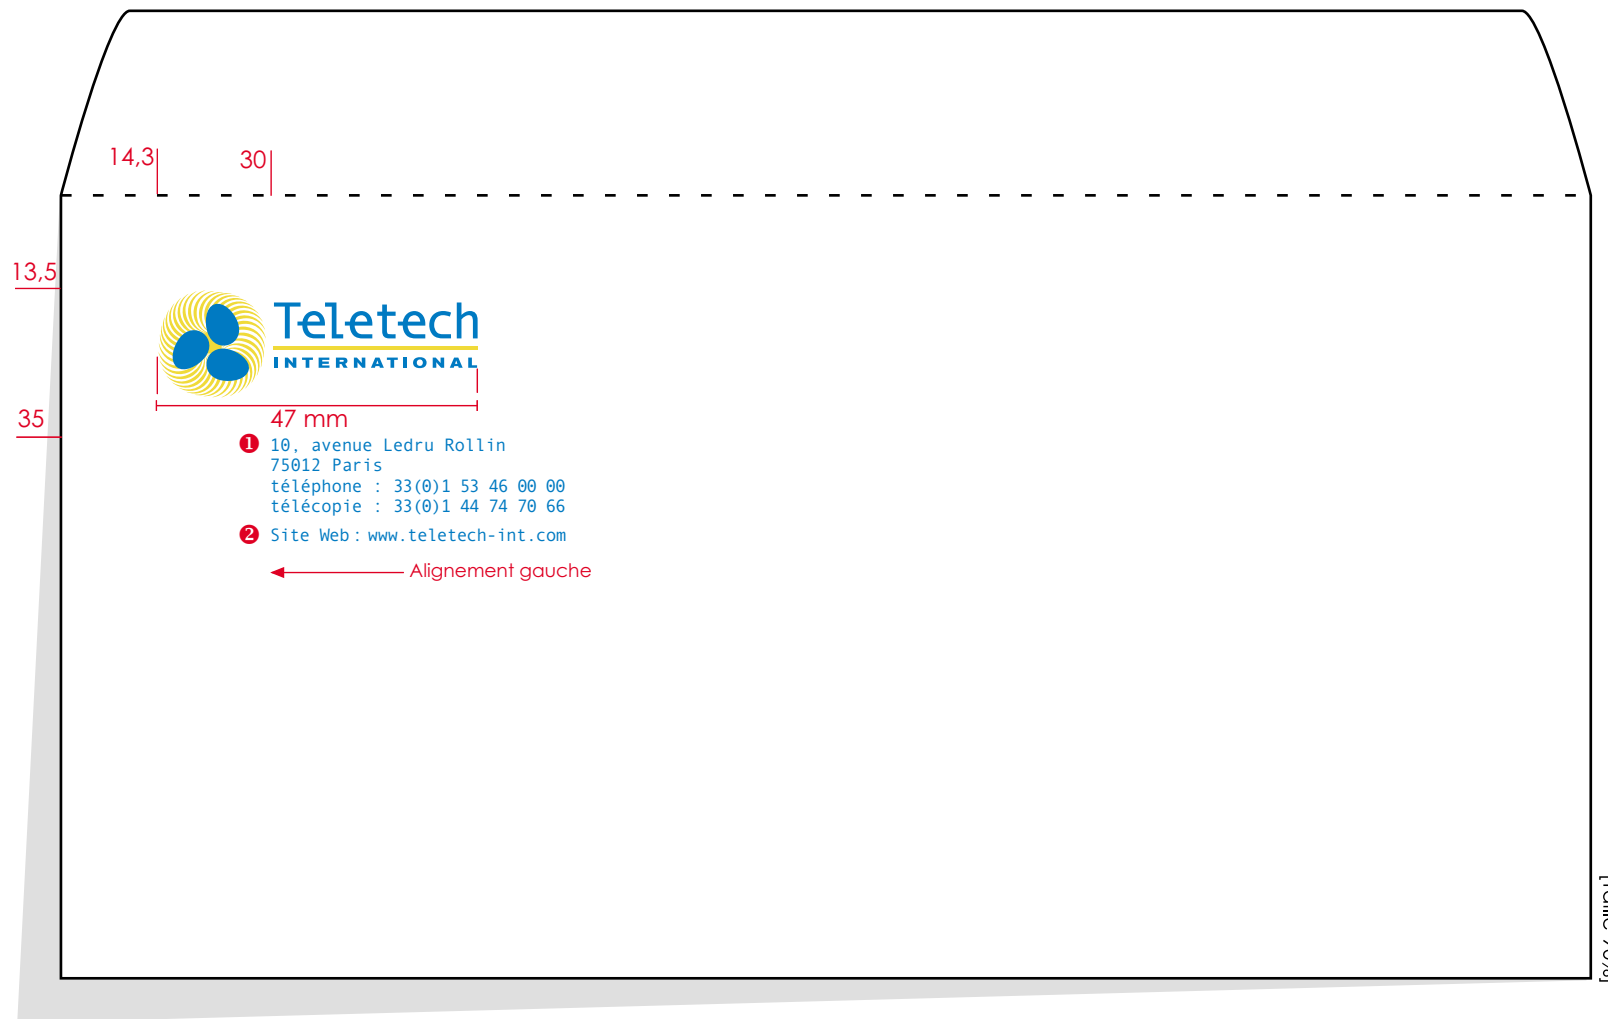 14,3
30
13,5
Teletech
INTERNATIONAL
35
47 mm
1 10, avenue Ledru Rollin
75012 Paris
téléphone : 33(0)1 53 46 00 00
télécopie : 33(0)1 44 74 70 66
2 Site Web : www.teletech-int.com
Alignement gauche